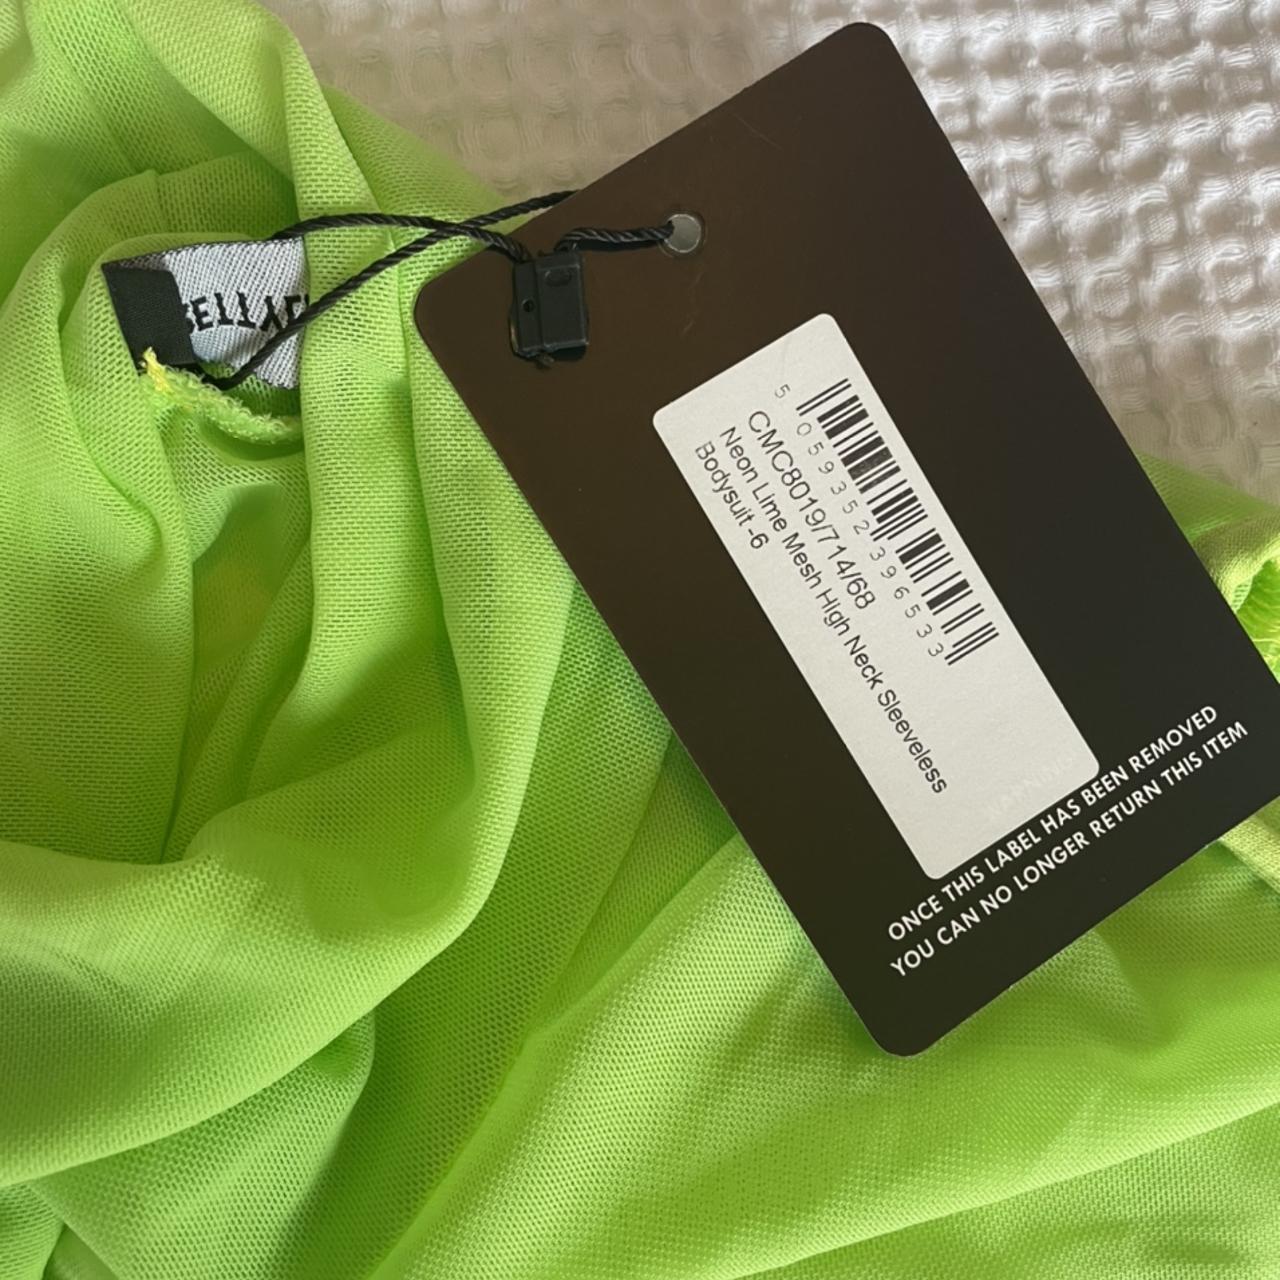 5 059352 396533
CMC8019/714/68
Neon Lime Mesh High Neck Sleeveless
Bodysuit -6
ONCE THIS LABEL HAS BEEN REMOVED
YOU CAN NO LONGER RETURN THIS ITEM